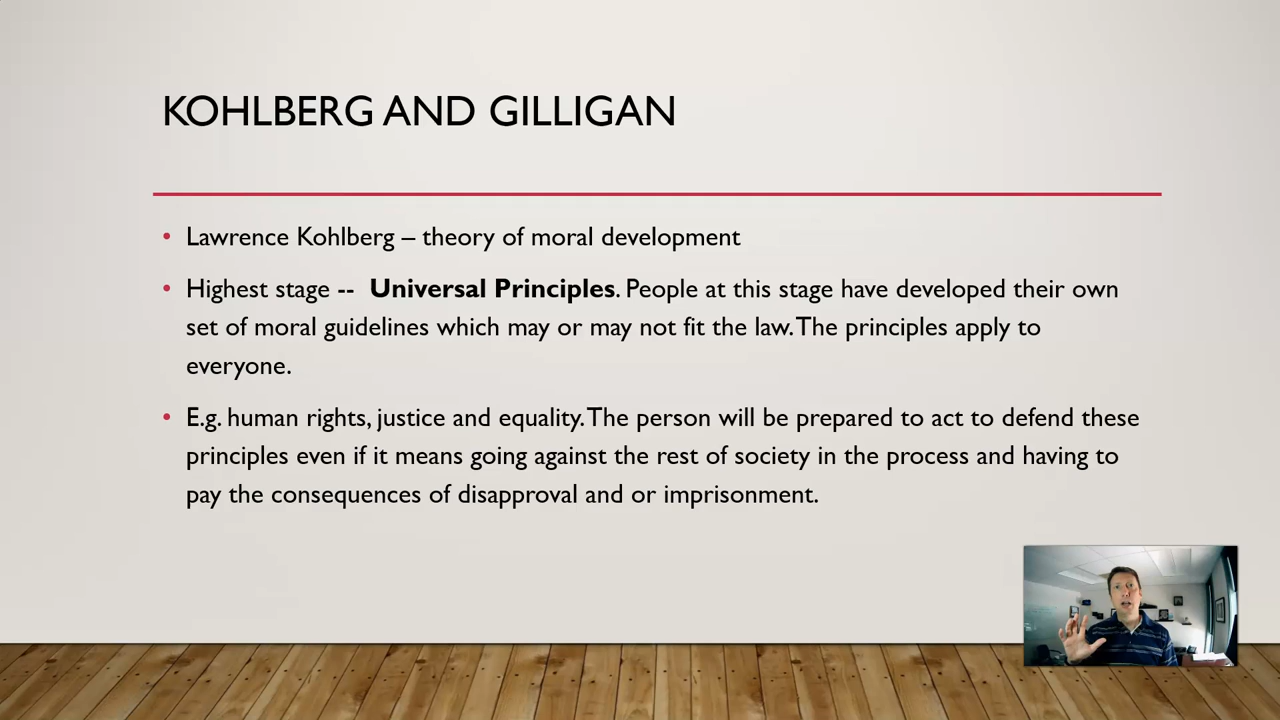 KOHLBERG AND GILLIGAN
• Lawrence Kohlberg – theory of moral development
• Highest stage -- Universal Principles. People at this stage have developed their own
set of moral guidelines which may or may not fit the law. The principles apply to
everyone.
• E.g. human rights, justice and equality. The person will be prepared to act to defend these
principles even if it means going against the rest of society in the process and having to
pay the consequences of disapproval and or imprisonment.